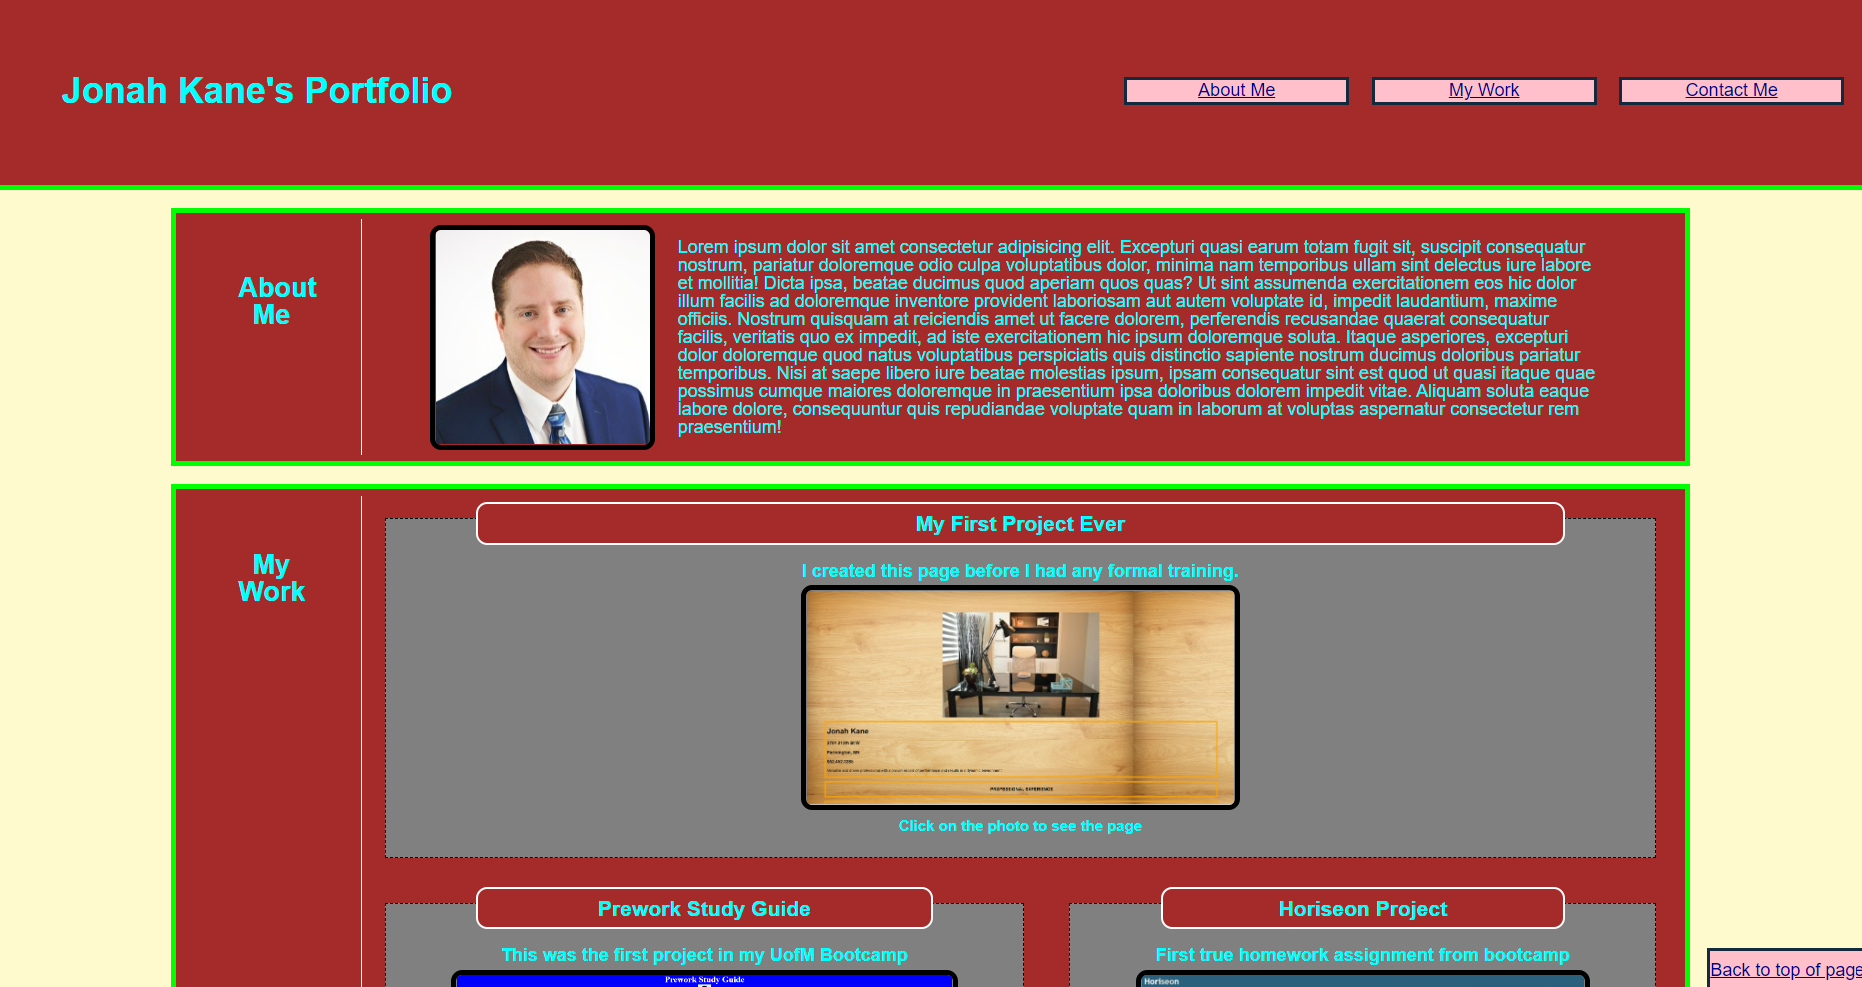 Jonah Kane's Portfolio
About Me
My Work
Contact Me
About
Me
Lorem ipsum dolor sit amet consectetur adipisicing elit. Excepturi quasi earum totam fugit sit, suscipit consequatur
nostrum, pariatur doloremque odio culpa voluptatibus dolor, minima nam temporibus ullam sint delectus iure labore
et mollitia! Dicta ipsa, beatae ducimus quod aperiam quos quas? Ut sint assumenda exercitationem eos hic dolor
illum facilis ad doloremque inventore provident laboriosam aut autem voluptate id, impedit laudantium, maxime
officiis. Nostrum quisquam at reiciendis amet ut facere dolorem, perferendis recusandae quaerat consequatur
facilis, veritatis quo ex impedit, ad iste exercitationem hic ipsum doloremque soluta. Itaque asperiores, excepturi
dolor doloremque quod natus voluptatibus perspiciatis quis distinctio sapiente nostrum ducimus doloribus pariatur
temporibus. Nisi at saepe libero iure beatae molestias ipsum, ipsam consequatur sint est quod ut quasi itaque quae
possimus cumque maiores doloremque in praesentium ipsa doloribus dolorem impedit vitae. Aliquam soluta eaque
labore dolore, consequuntur quis repudiandae voluptate quam in laborum at voluptas aspernatur consectetur rem
praesentium!
My
Work
My First Project Ever
I created this page before I had any formal training.
Jonah Kane
PROFESSIONAL EXPERIENCE
Click on the photo to see the page
Prework Study Guide
This was the first project in my UofM Bootcamp
Prework Study Guide
Horiseon Project
First true homework assignment from bootcamp
Horiseon
Back to top of page